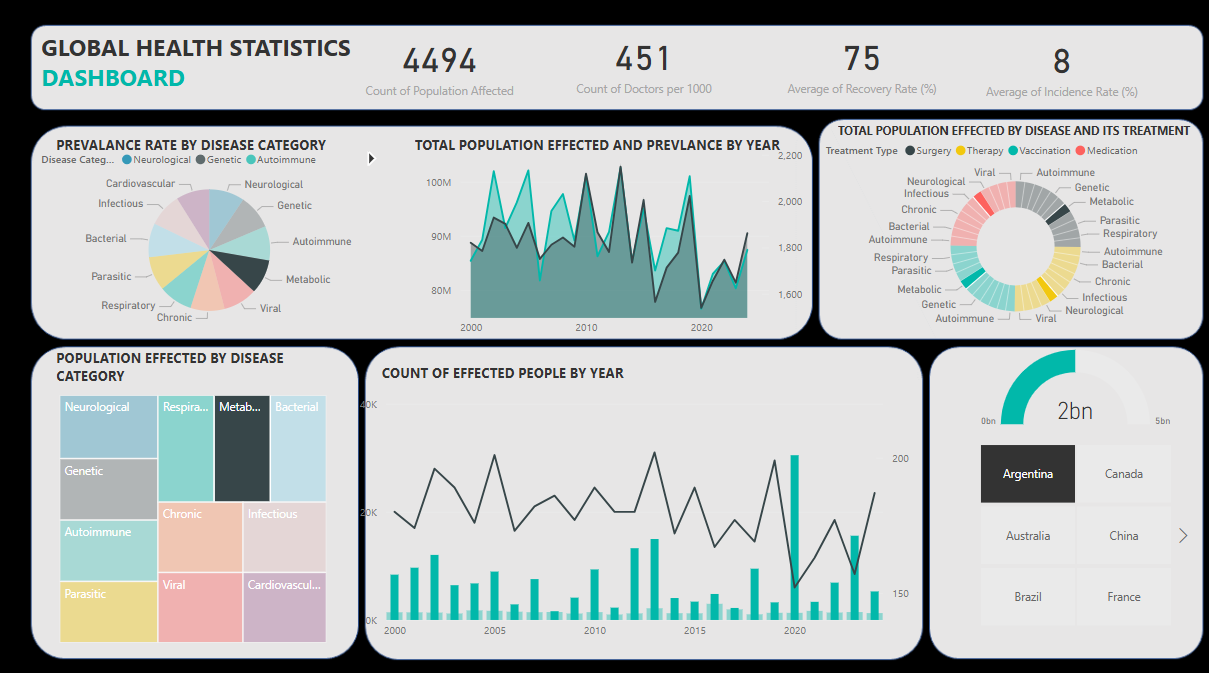 GLOBAL HEALTH STATISTICS
DASHBOARD
4494
Count of Population Affected
451
Count of Doctors per 1000
75
Average of Recovery Rate (%)
8
Average of Incidence Rate (%)
PREVALANCE RATE BY DISEASE CATEGORY
Disease Categ... Neurological Genetic Autoimmune
Cardiovascular
Neurological
Infectious
Genetic
Bacterial
Autoimmune
Parasitic
Metabolic
Respiratory
Viral
Chronic
TOTAL POPULATION EFFECTED AND PREVLANCE BY YEAR
2,200
100M
2,000
90M
1,800
80M
1,600
2000 2010 2020
TOTAL POPULATION EFFECTED BY DISEASE AND ITS TREATMENT
Treatment Type Surgery Therapy Vaccination Medication
Viral
Autoimmune
Neurological
Genetic
Infectious
Metabolic
Chronic
Parasitic
Bacterial
Respiratory
Autoimmune
Autoimmune
Respiratory
Bacterial
Parasitic
Chronic
Metabolic
Infectious
Genetic
Neurological
Autoimmune
Viral
POPULATION EFFECTED BY DISEASE
CATEGORY
Neurological
Respira...
Metab...
Bacterial
Genetic
Chronic
Infectious
Autoimmune
Viral
Cardiovascul...
Parasitic
COUNT OF EFFECTED PEOPLE BY YEAR
40K
200
20K
150
0K
2000 2005 2010 2015 2020
2bn
0bn
5bn
Argentina
Canada
Australia
China
Brazil
France